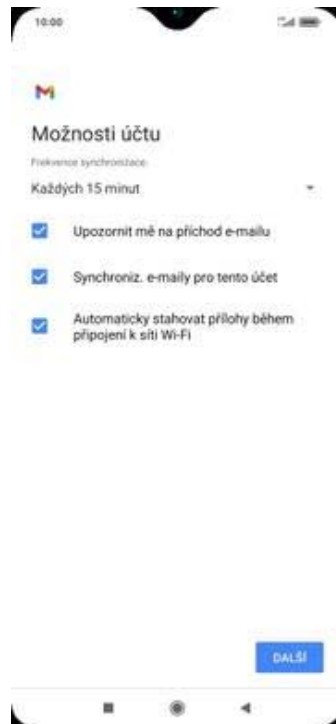 10:00
Možnosti účtu
Frekvence synchronizace:
Každých 15 minut
Upozornit mě na příchod e-mailu
Synchroniz. e-maily pro tento účet
Automaticky stahovat přílohy během
připojení k síti Wi-Fi
DALŠÍ